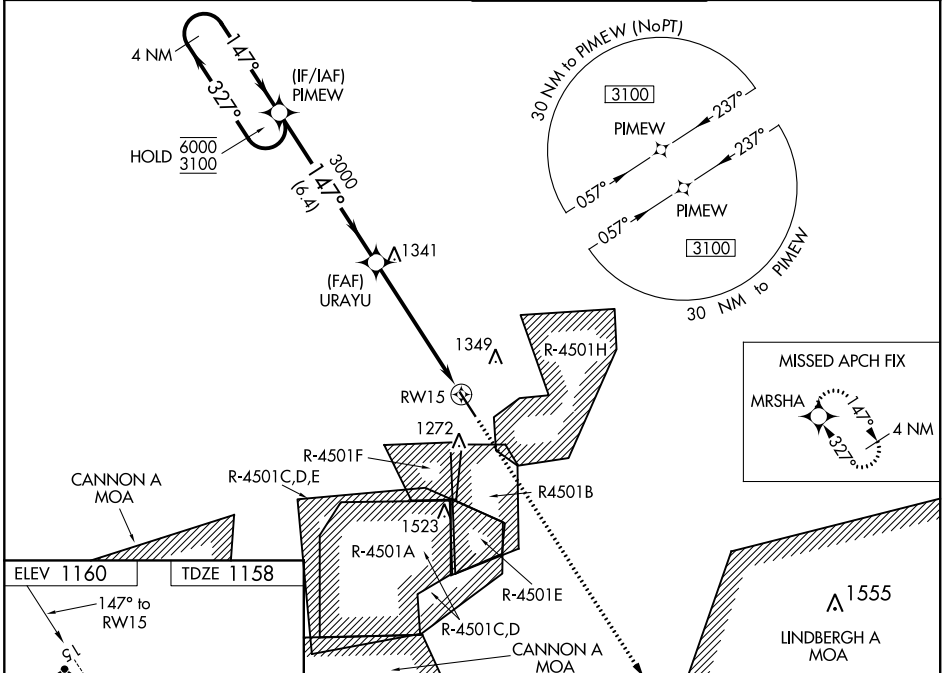 4 NM
147°
327°
(IF/IAF)
PIMEW
HOLD 6000
3100
3000
147°
(6.4)
1341
(FAF)
URAYU
30 NM to PIMEW (NoPT)
3100
PIMEW
237°
057°
237°
057°
PIMEW
3100
30 NM to PIMEW
1349
R-4501H
RW15
MISSED APCH FIX
MRSHA
147°
327°
4 NM
1272
R-4501F
R-4501C,D,E
R4501B
CANNON A
MOA
1523
R-4501A
R-4501E
R-4501C,D
CANNON A
MOA
1555
LINDBERGH A
MOA
ELEV 1160
TDZE 1158
147° to
RW15
15